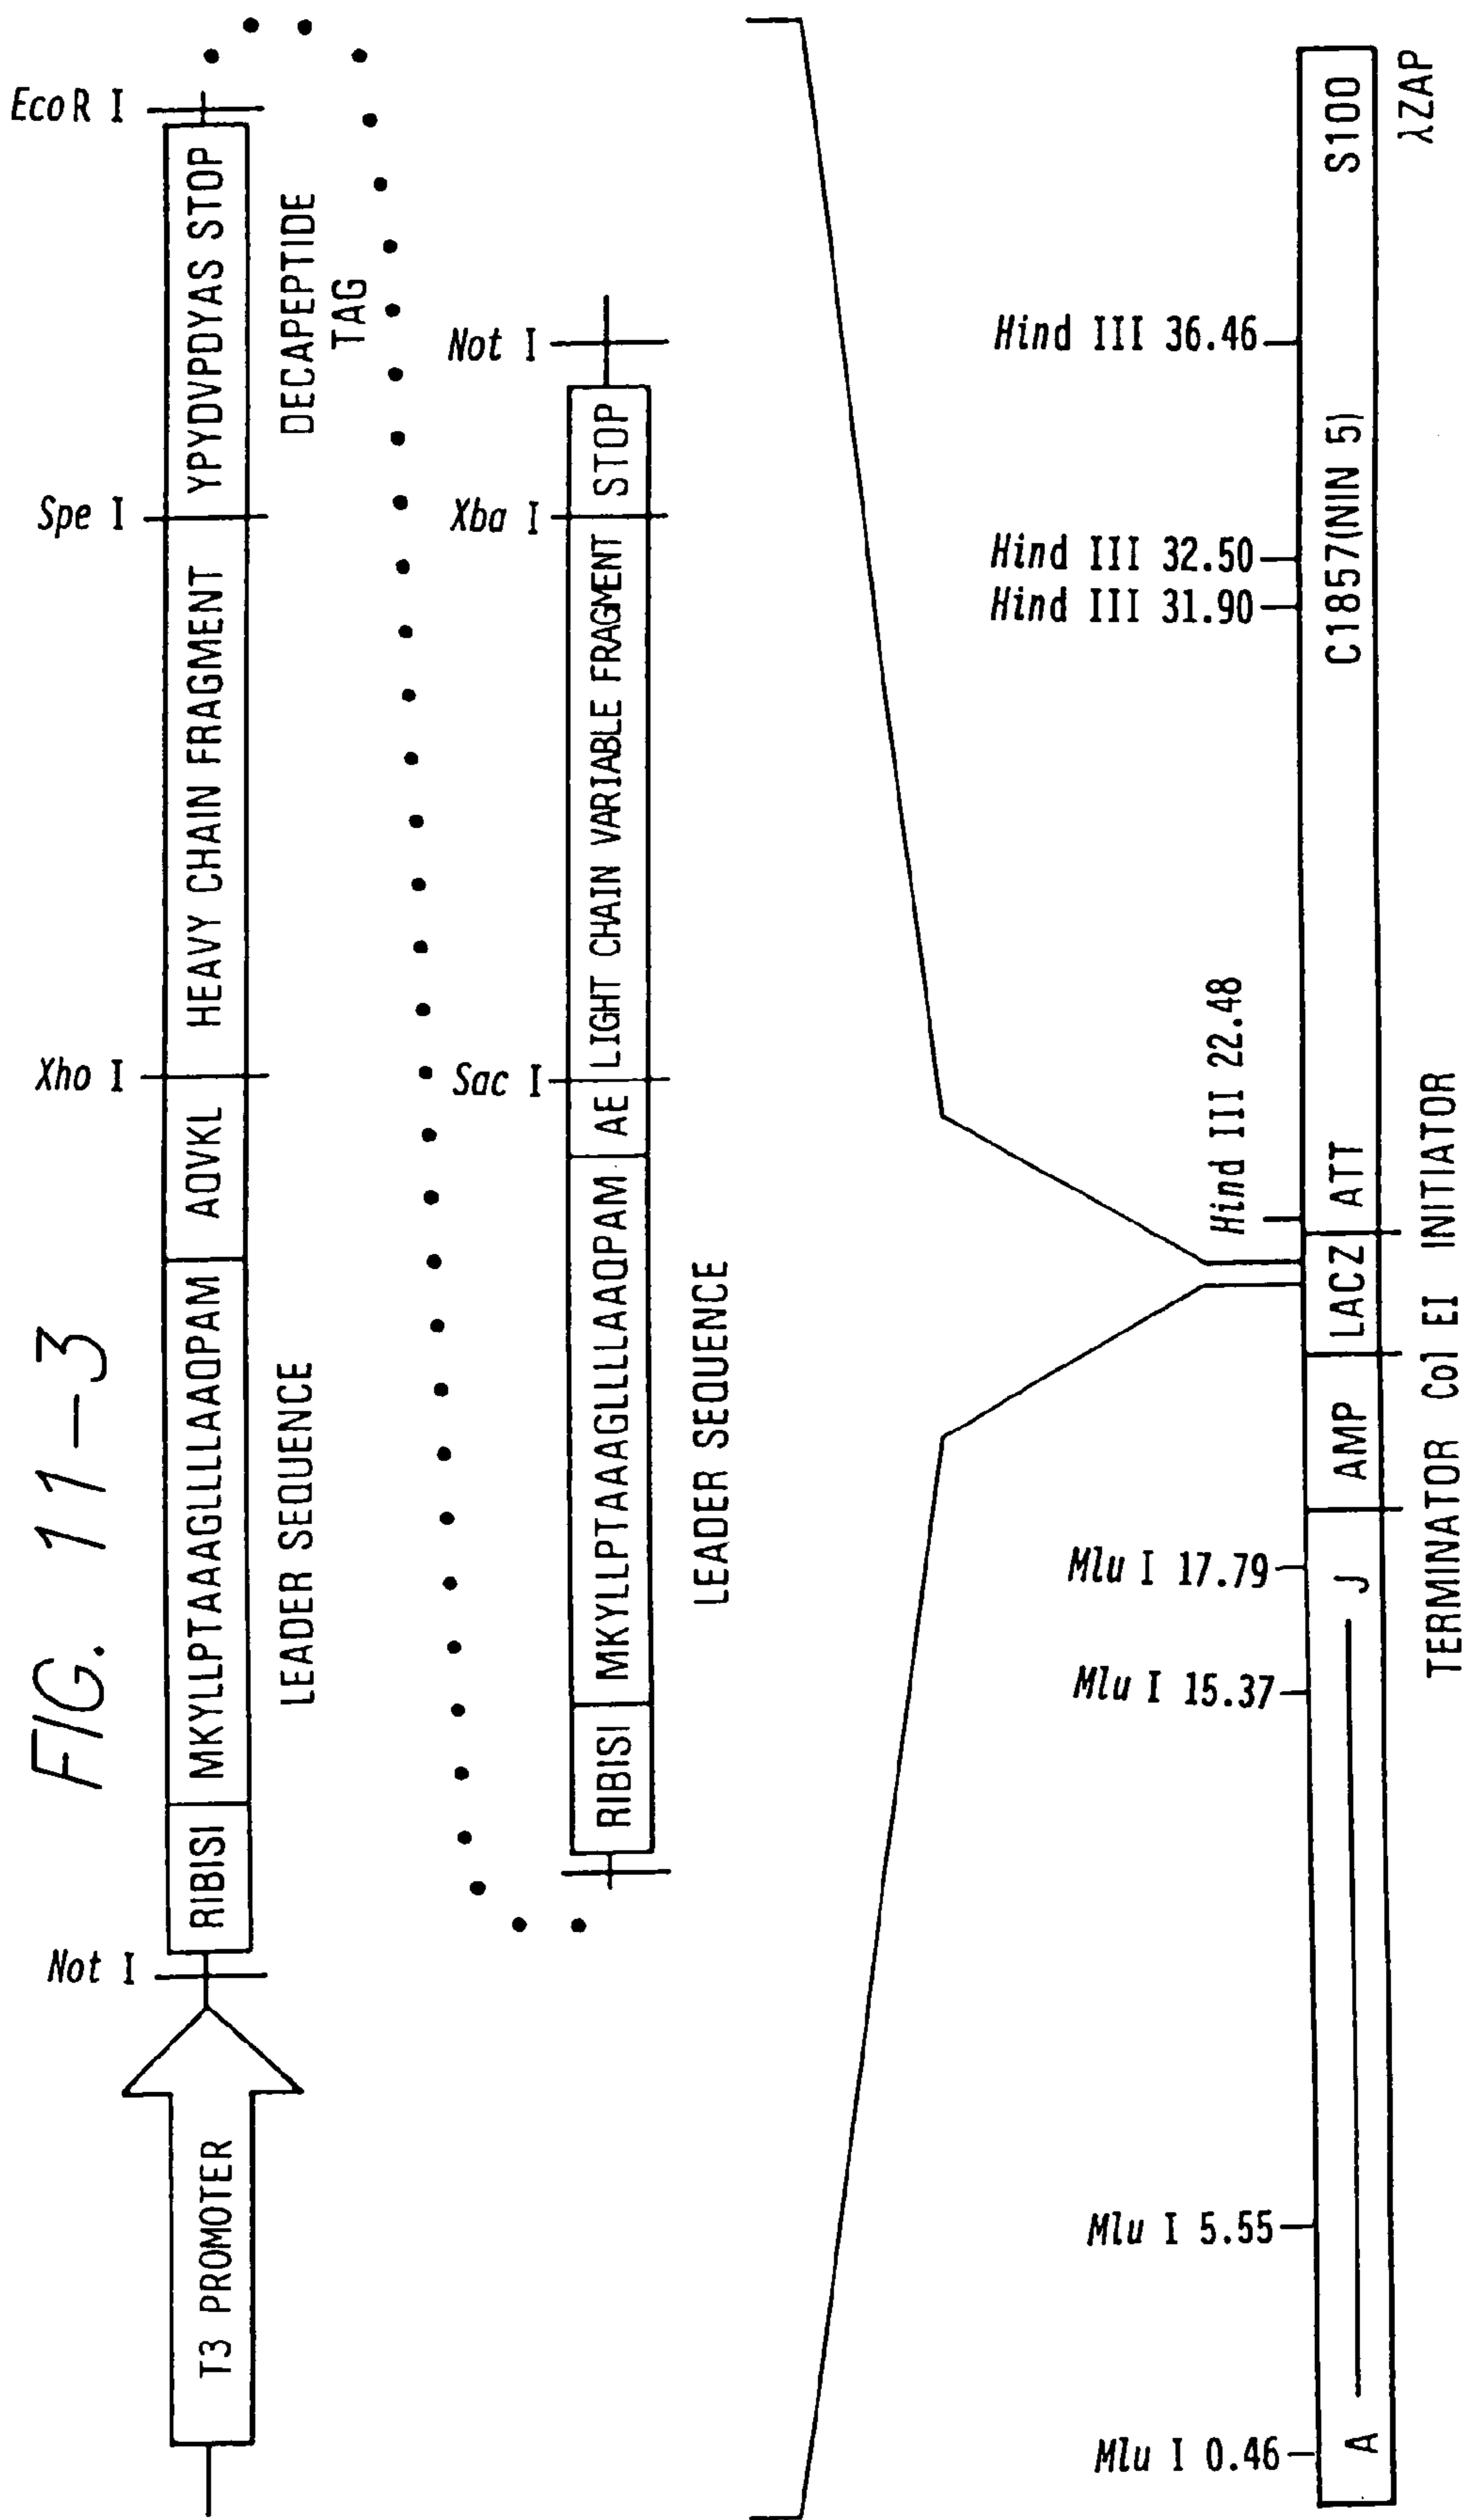 FIG. 11-3
Not I
Xho I
Spe I
EcoR I
T3 PROMOTER
RIBISI
MKYLLPTAAAGLLLLAAQPAM
AQVKL
HEAVY CHAIN FRAGMENT
YPYDVPDYAS STOP
LEADER SEQUENCE
DECAPEPTIDE
TAG
Sac I
Xba I
Not I
RIBISI
MKYLLPTAAAGLLLLAAQPAM
AE
LIGHT CHAIN VARIABLE FRAGMENT
STOP
LEADER SEQUENCE
Mlu I 0.46
Mlu I 5.55
Mlu I 15.37
Mlu I 17.79
Hind III 22.48
Hind III 31.90
Hind III 32.50
Hind III 36.46
A
J
AMP
LACZ
ATT
C1857(NIN 5)
S100
TERMINATOR Col EI INITIATOR
λZAP